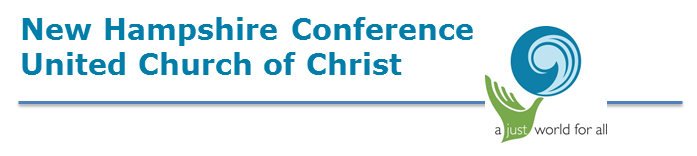 New Hampshire Conference
United Church of Christ
a just world for all